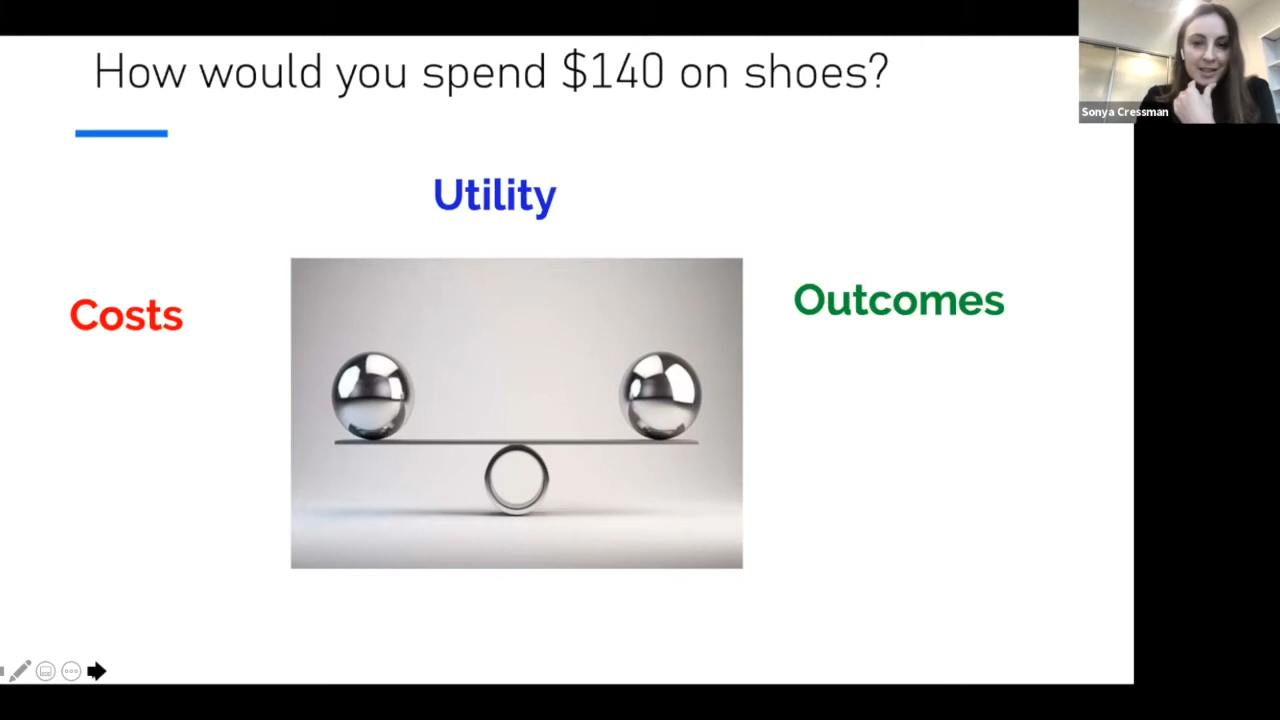 How would you spend $140 on shoes?
Sonya Cressman
Utility
Costs
Outcomes